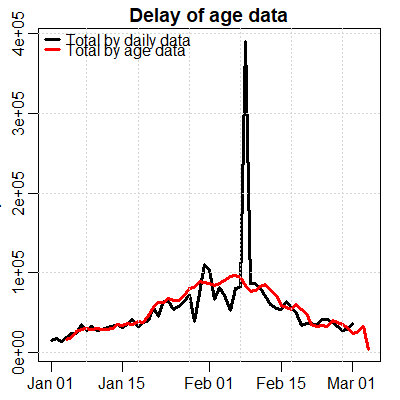 Delay of age data
Total by daily data
Total by age data
4e+05
3e+05
2e+05
1e+05
0e+00
Jan 01
Jan 15
Feb 01
Feb 15
Mar 01